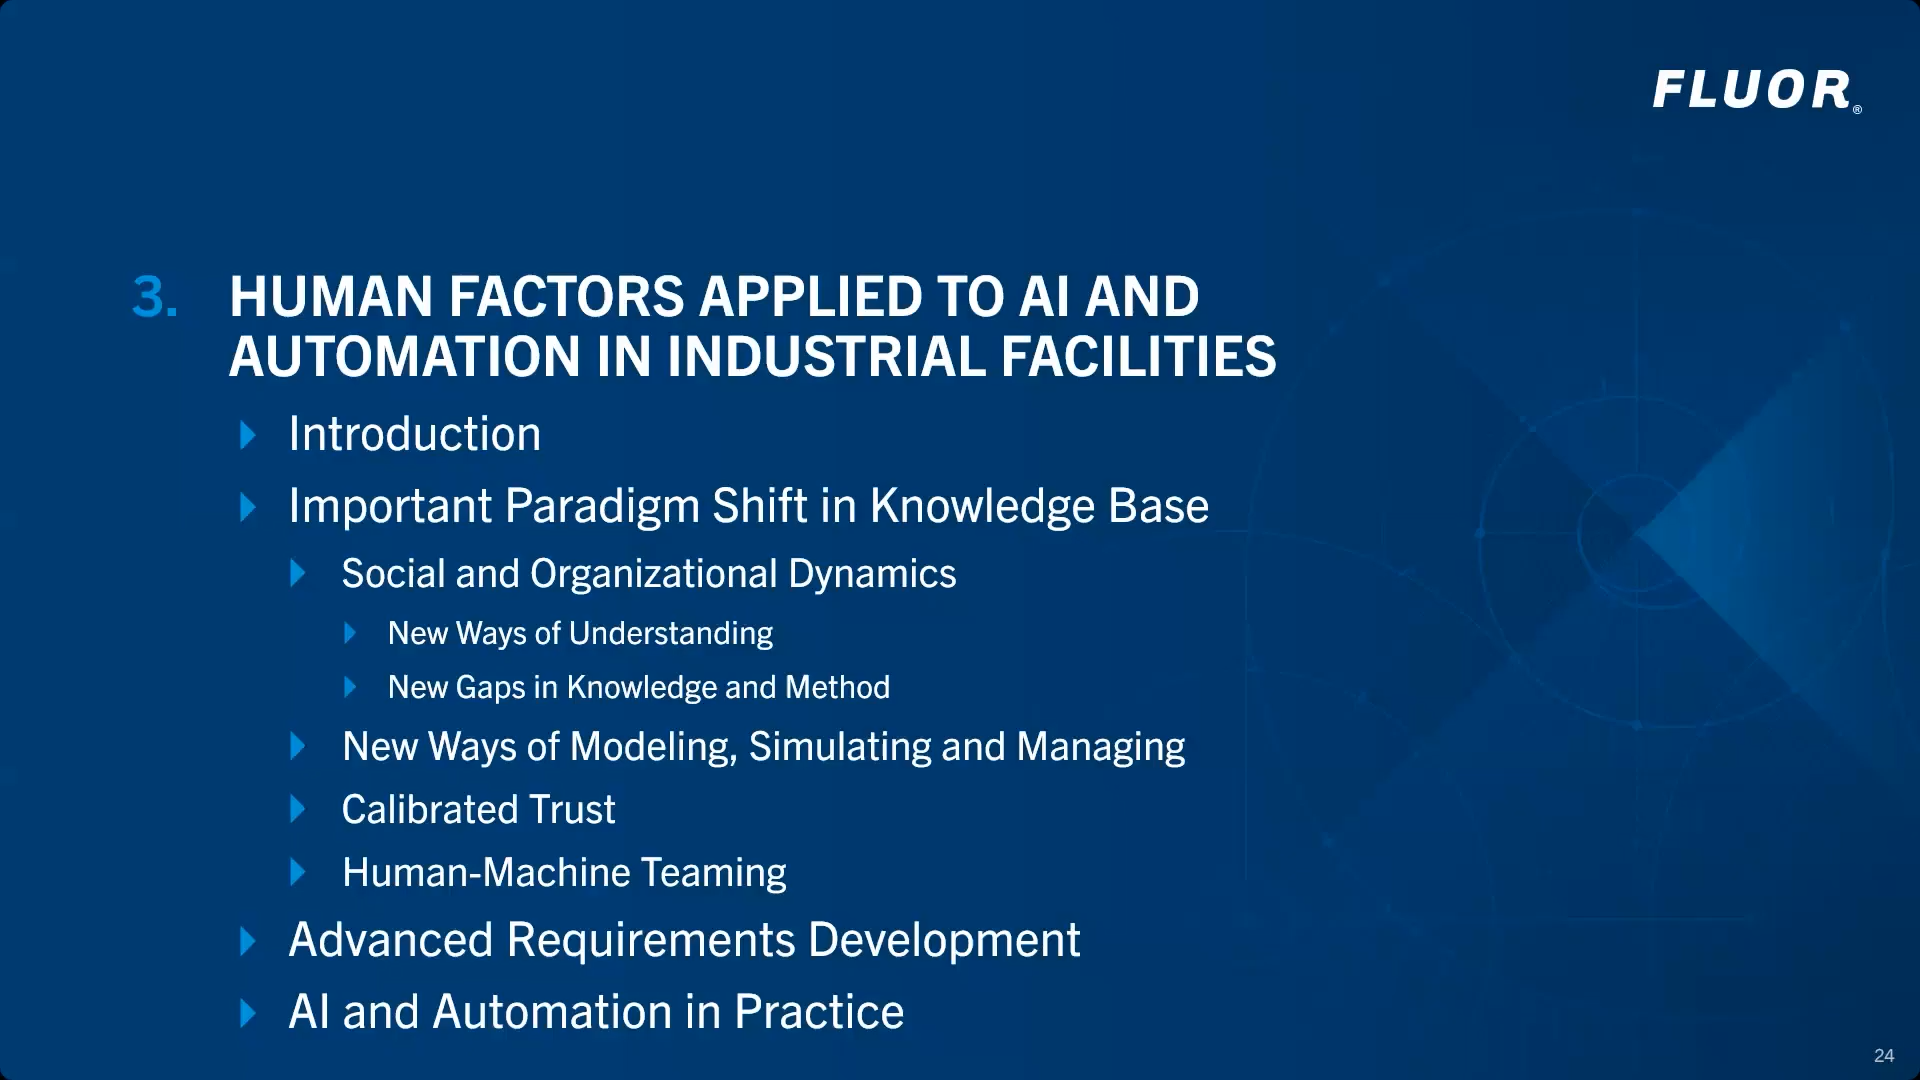 FLUOR®
3. HUMAN FACTORS APPLIED TO AI AND
AUTOMATION IN INDUSTRIAL FACILITIES
Introduction
Important Paradigm Shift in Knowledge Base
Social and Organizational Dynamics
New Ways of Understanding
New Gaps in Knowledge and Method
New Ways of Modeling, Simulating and Managing
Calibrated Trust
Human-Machine Teaming
Advanced Requirements Development
AI and Automation in Practice
24